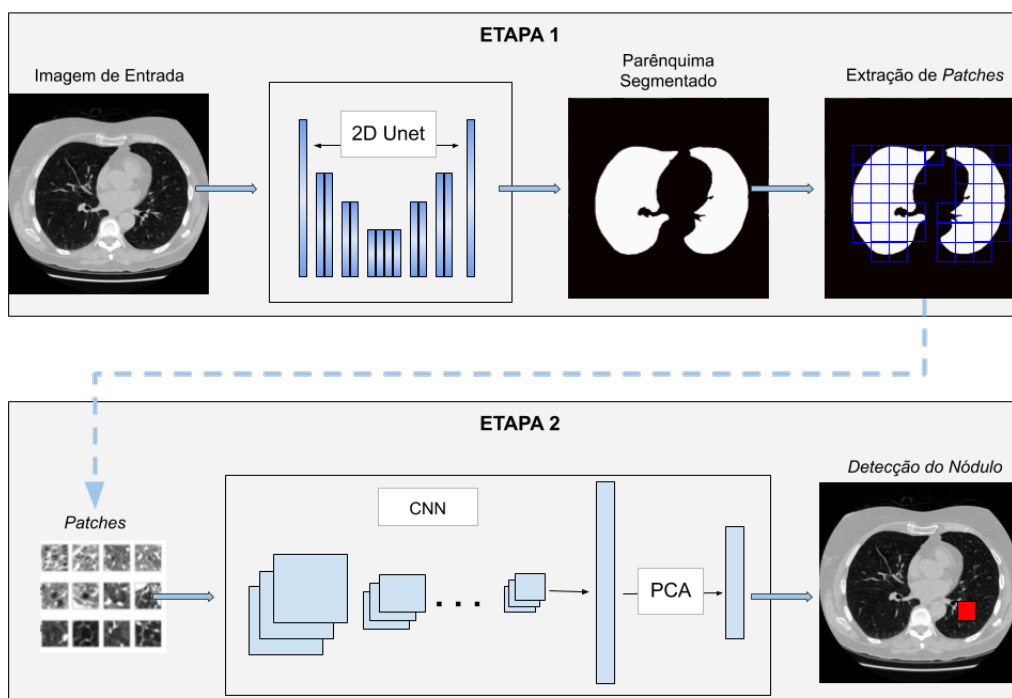 ETAPA 1
Imagem de Entrada
2D Unet
Parênquima
Segmentado
Extração de Patches
ETAPA 2
Patches
CNN
PCA
Detecção do Nódulo